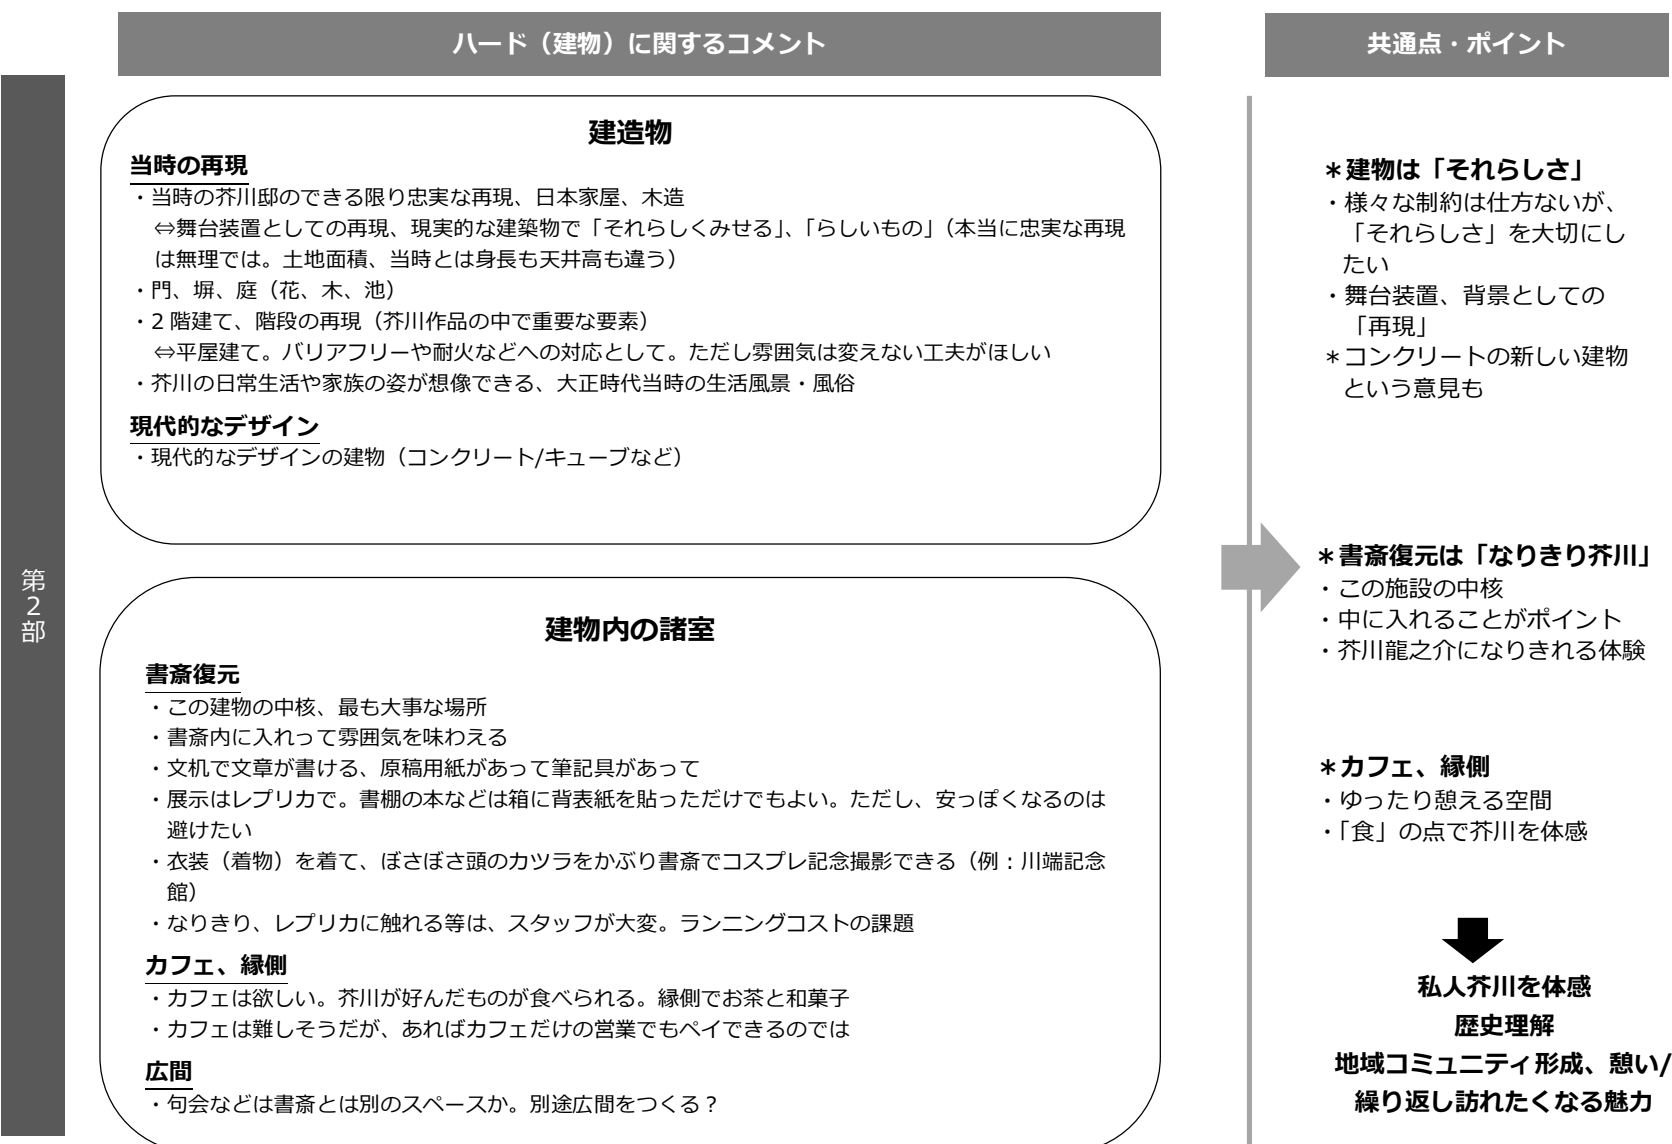 ハード（建物）に関するコメント
共通点・ポイント
第2部
建造物
当時の再現
・当時の芥川邸のできる限り忠実な再現、日本家屋、木造
⇔舞台装置としての再現、現実的な建築物で「それらしくみせる」、「らしいもの」（本当に忠実な再現
は無理では。土地面積、当時とは身長も天井高も違う）
・門、塀、庭（花、木、池）
・2 階建て、階段の再現（芥川作品の中で重要な要素）
⇔平屋建て。バリアフリーや耐火などへの対応として。ただし雰囲気は変えない工夫がほしい
・芥川の日常生活や家族の姿が想像できる、大正時代当時の生活風景・風俗
現代的なデザイン
・現代的なデザインの建物（コンクリート/キューブなど）
建物内の諸室
書斎復元
・この建物の中核、最も大事な場所
・書斎内に入れって雰囲気を味わえる
・文机で文章が書ける、原稿用紙があって筆記具があって
・展示はレプリカで。書棚の本などは箱に背表紙を貼っただけでもよい。ただし、安っぽくなるのは
避けたい
・衣装（着物）を着て、ぼさぼさ頭のカツラをかぶり書斎でコスプレ記念撮影できる（例：川端記念
館）
・なりきり、レプリカに触れる等は、スタッフが大変。ランニングコストの課題
カフェ、縁側
・カフェは欲しい。芥川が好んだものが食べられる。縁側でお茶と和菓子
・カフェは難しそうだが、あればカフェだけの営業でもペイできるのでは
広間
・句会などは書斎とは別のスペースか。別途広間をつくる？
＊建物は「それらしさ」
・様々な制約は仕方ないが、
「それらしさ」を大切にし
たい
・舞台装置、背景としての
「再現」
＊コンクリートの新しい建物
という意見も
＊書斎復元は「なりきり芥川」
・この施設の中核
・中に入れることがポイント
・芥川龍之介になりきれる体験
＊カフェ、縁側
・ゆったり憩える空間
・「食」の点で芥川を体感
私人芥川を体感
歴史理解
地域コミュニティ形成、憩い/
繰り返し訪れたくなる魅力